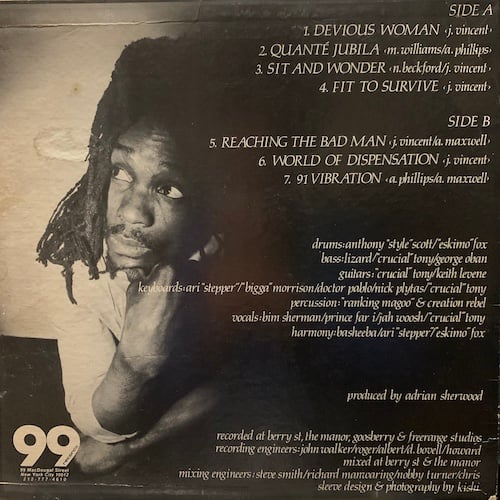 SIDE A
1. DEVIOUS WOMAN ‹j. vincent›
2. QUANTÉ JUBILA ‹m. williams/a. phillips›
3. SIT AND WONDER ‹n. beckford/j. vincent›
4. FIT TO SURVIVE ‹j. vincent›
SIDE B
5. REACHING THE BAD MAN ‹j. vincent/a. maxwell›
6. WORLD OF DISPENSATION ‹j. vincent›
7. 91 VIBRATION ‹a. phillips/a. maxwell›
drums:anthony "style" scott/"eskimo" fox
bass:lizard/"crucial" tony/george oban
guitars:"crucial" tony/keith levene
keyboards:ari "stepper"/"bigga" morrison/doctor pablo/nick plytas/"crucial" tony
percussion:"ranking magoo" & creation rebel
vocals:bim sherman/prince far i/jah woosh/"crucial" tony
harmony:basheeba/ari "stepper"/"eskimo" fox
produced by adrian sherwood
recorded at berry st, the manor, goosberry & freerange studios
recording engineers:john walker/roger/albert/d. bovell/howard
mixed at berry st & the manor
mixing engineers:steve smith/richard manwaring/nobby turner/chris
sleeve design & photography by kishi
99
99 MacDougal Street
New York City 10012
212-777-4610